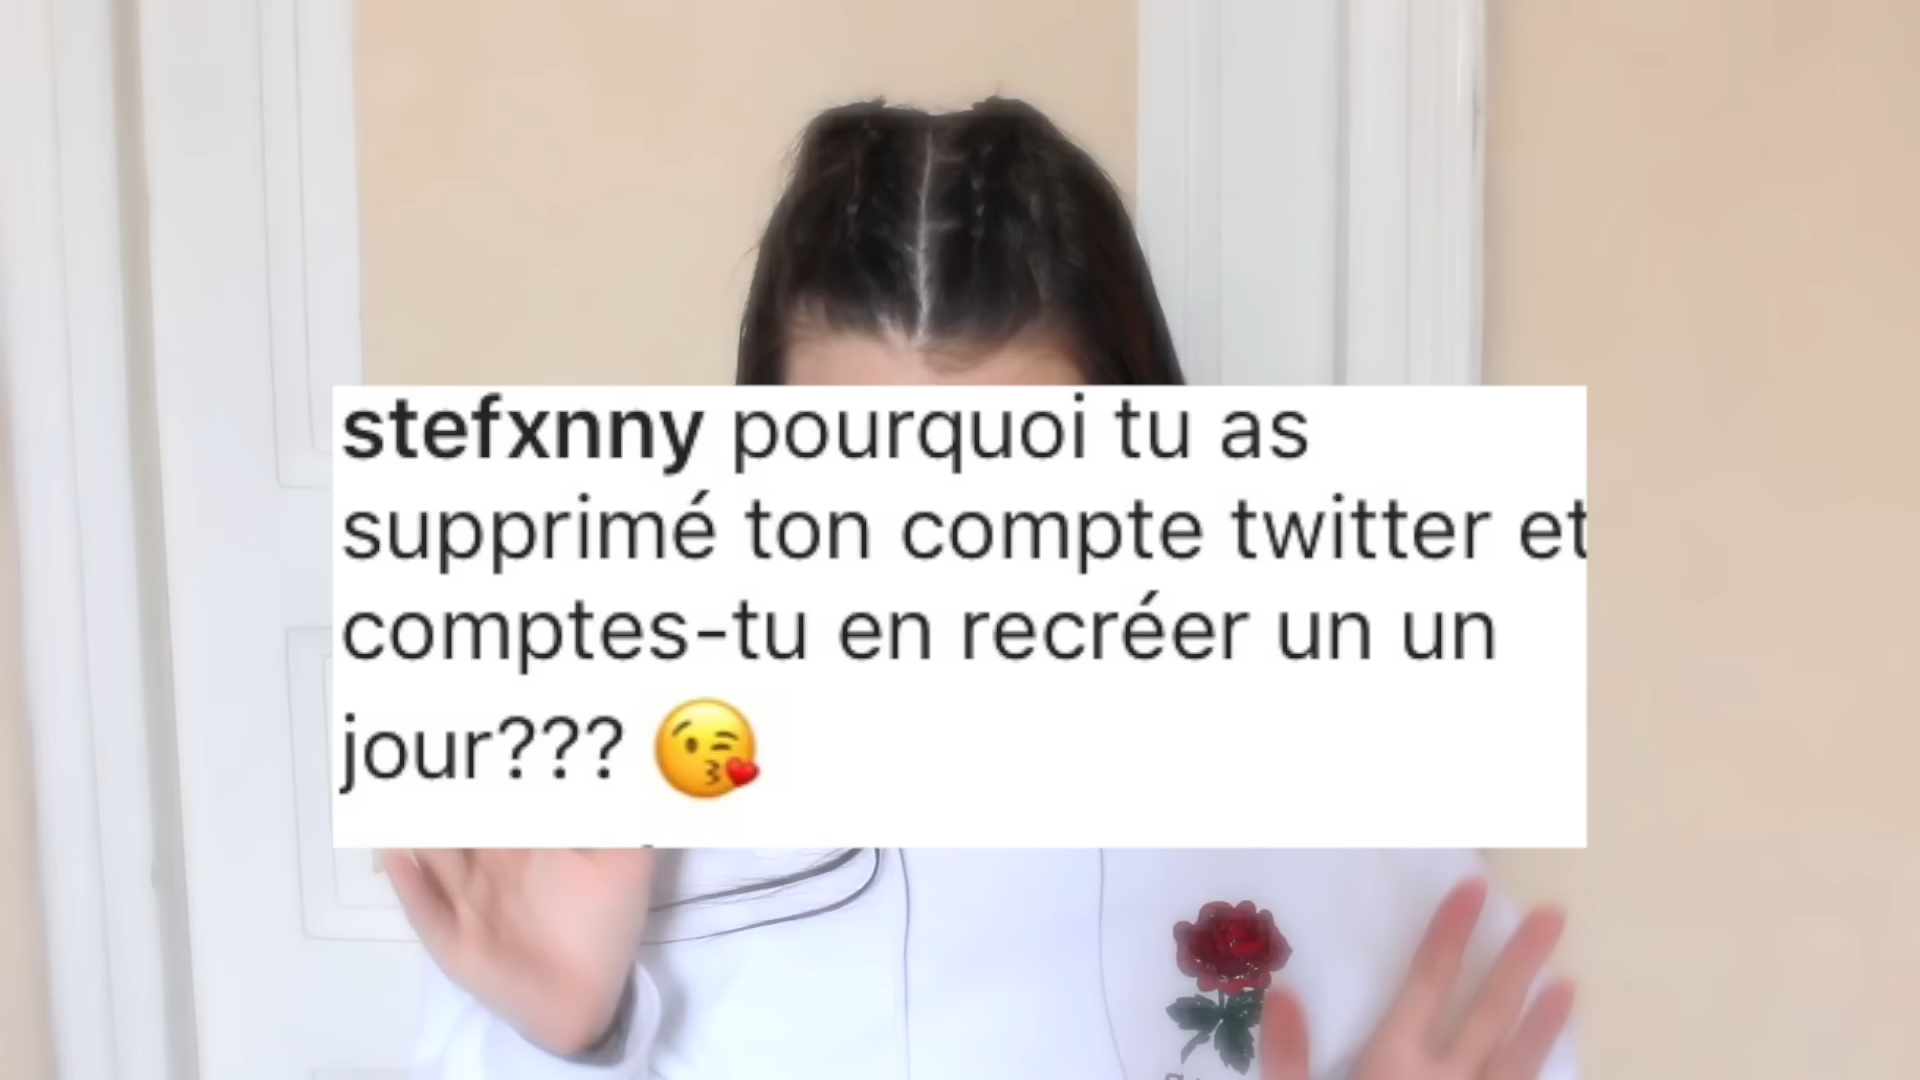 stefxnny pourquoi tu as
supprimé ton compte twitter et
comptes-tu en recréer un un
jour??? 😘